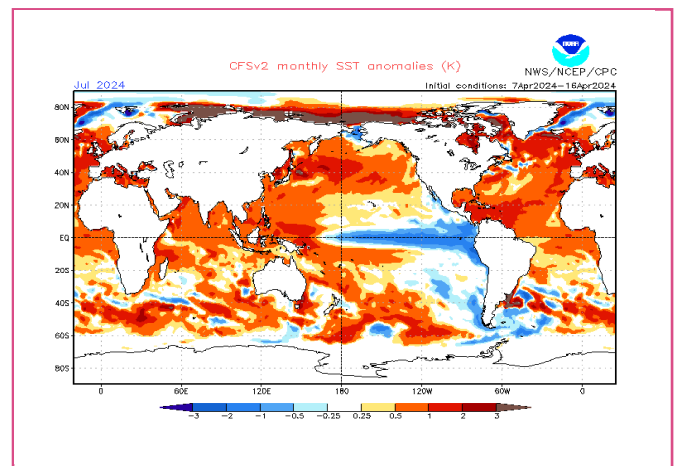 NOAA
CFSv2 monthly SST anomalies (K)
NWS/NCEP/CPC
Jul 2024
Initial conditions: 7Apr2024-16Apr2024
80N
60N
40N
20N
EQ
20S
40S
60S
80S
0 60E 120E 180 120W 60W 0
-3 -2 -1 -0.5 -0.25 0.25 0.5 1 2 3